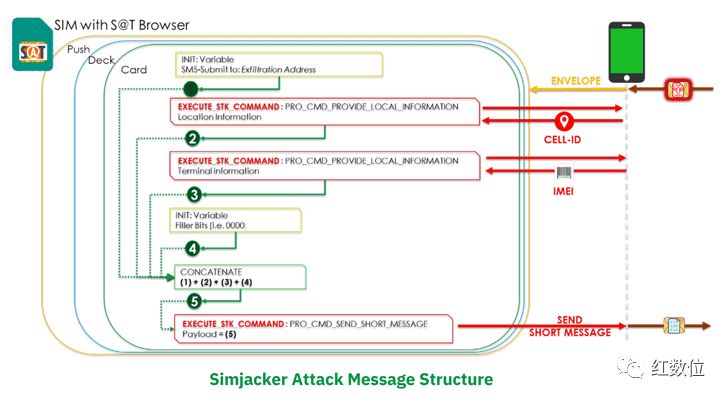 SIM with S@T Browser
S@T
Push
Deck
Card
INIT: Variable
SMS-Submit to: Exfiltration Address
ENVELOPE
1
EXECUTE_STK_COMMAND: PRO_CMD_PROVIDE_LOCAL_INFORMATION
Location Information
2
CELL-ID
EXECUTE_STK_COMMAND: PRO_CMD_PROVIDE_LOCAL_INFORMATION
Terminal Information
3
IMEI
INIT: Variable
Filler Bits (i.e. 0000
4
CONCATENATE
(1) + (2) + (3) + (4)
5
EXECUTE_STK_COMMAND: PRO_CMD_SEND_SHORT_MESSAGE
Payload = (5)
SEND
SHORT MESSAGE
Simjacker Attack Message Structure
红数位